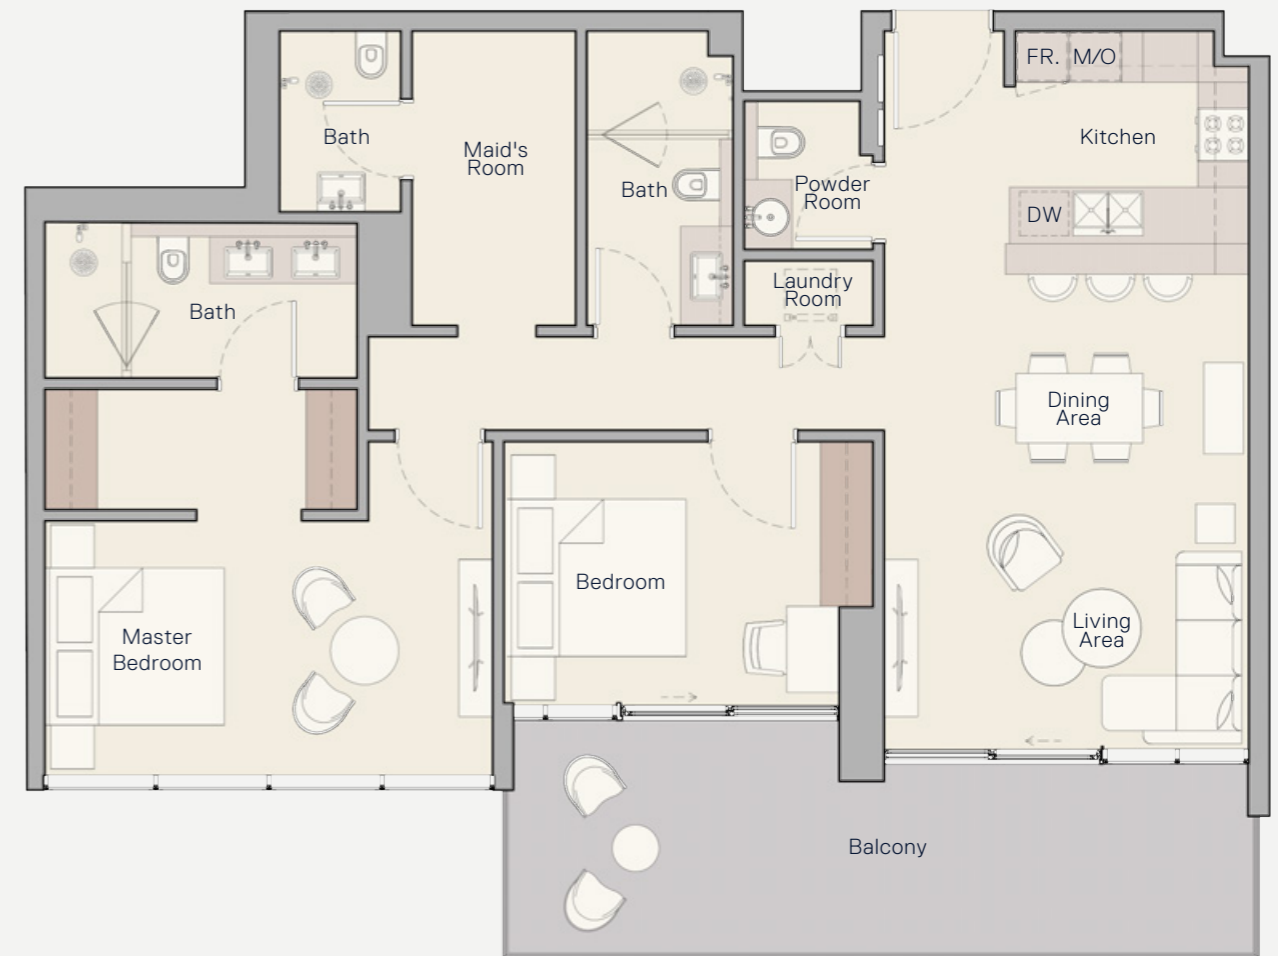 FR. M/O
Bath
Kitchen
Maid's
Room
Bath
Powder
Room
DW
Laundry
Room
Bath
Dining
Area
Bedroom
Living
Area
Master
Bedroom
Balcony